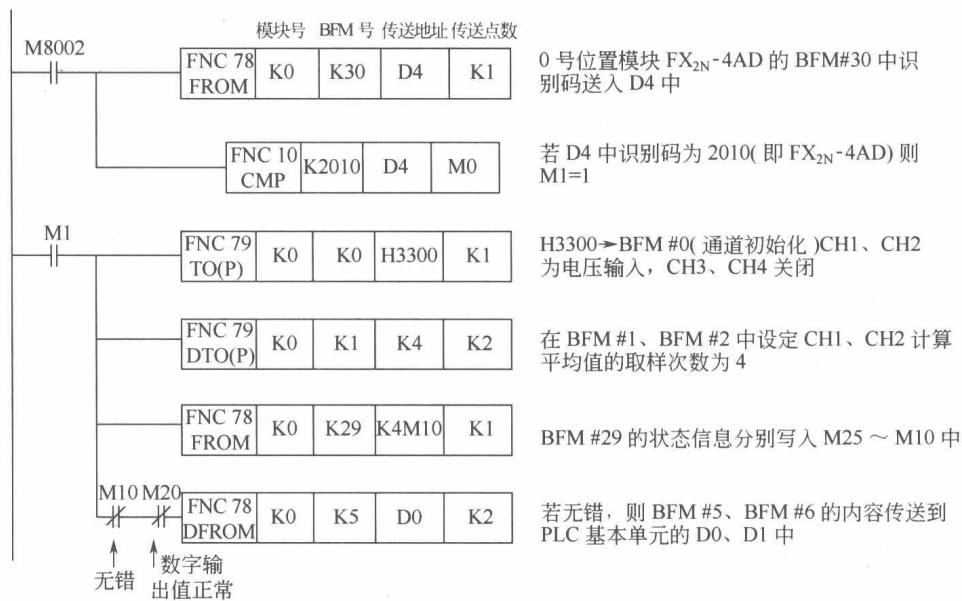 模块号 BFM 号 传送地址 传送点数
M8002
FNC 78 FROM K0 K30 D4 K1
0 号位置模块 FX2N-4AD 的 BFM#30 中识
别码送入 D4 中
FNC 10 CMP K2010 D4 M0
若 D4 中识别码为 2010( 即 FX2N-4AD) 则
M1=1
M1
FNC 79 TO(P) K0 K0 H3300 K1
H3300→BFM #0( 通道初始化 )CH1、CH2
为电压输入，CH3、CH4 关闭
FNC 79 DTO(P) K0 K1 K4 K2
在 BFM #1、BFM #2 中设定 CH1、CH2 计算
平均值的取样次数为 4
FNC 78 FROM K0 K29 K4M10 K1
BFM #29 的状态信息分别写入 M25 ～ M10 中
M10 M20
FNC 78 DFROM K0 K5 D0 K2
若无错，则 BFM #5、BFM #6 的内容传送到
PLC 基本单元的 D0、D1 中
无错
数字输
出值正常